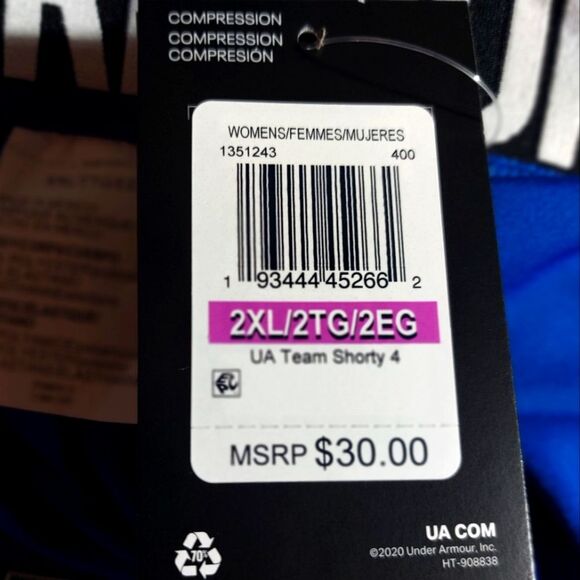 COMPRESSION
COMPRESSION
COMPRESIÓN
WOMENS/FEMMES/MUJERES
1351243 400
1 93444 45266 2
2XL/2TG/2EG
UA Team Shorty 4
MSRP $30.00
70%
UA COM
©2020 Under Armour, Inc.
HT-908838